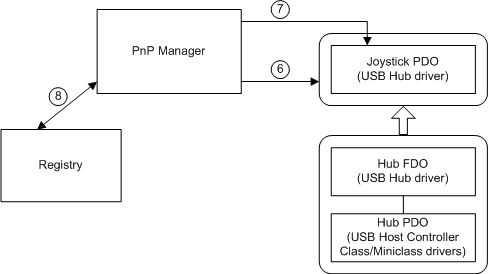 7
PnP Manager
Joystick PDO
(USB Hub driver)
6
8
Registry
Hub FDO
(USB Hub driver)
Hub PDO
(USB Host Controller
Class/Miniclass drivers)